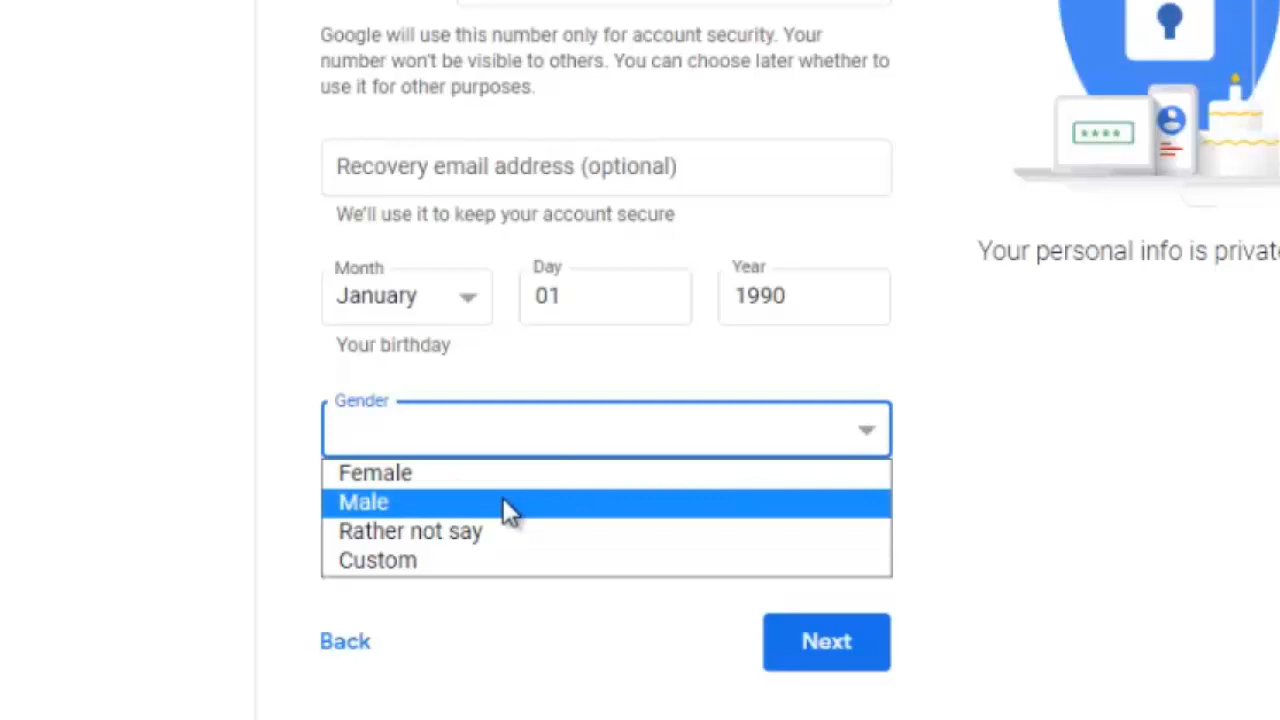 Google will use this number only for account security. Your
number won't be visible to others. You can choose later whether to
use it for other purposes.
Recovery email address (optional)
We'll use it to keep your account secure
Month
Day
Year
January
01
1990
Your birthday
Gender
Female
Male
Rather not say
Custom
Back
Next
****
Your personal info is private